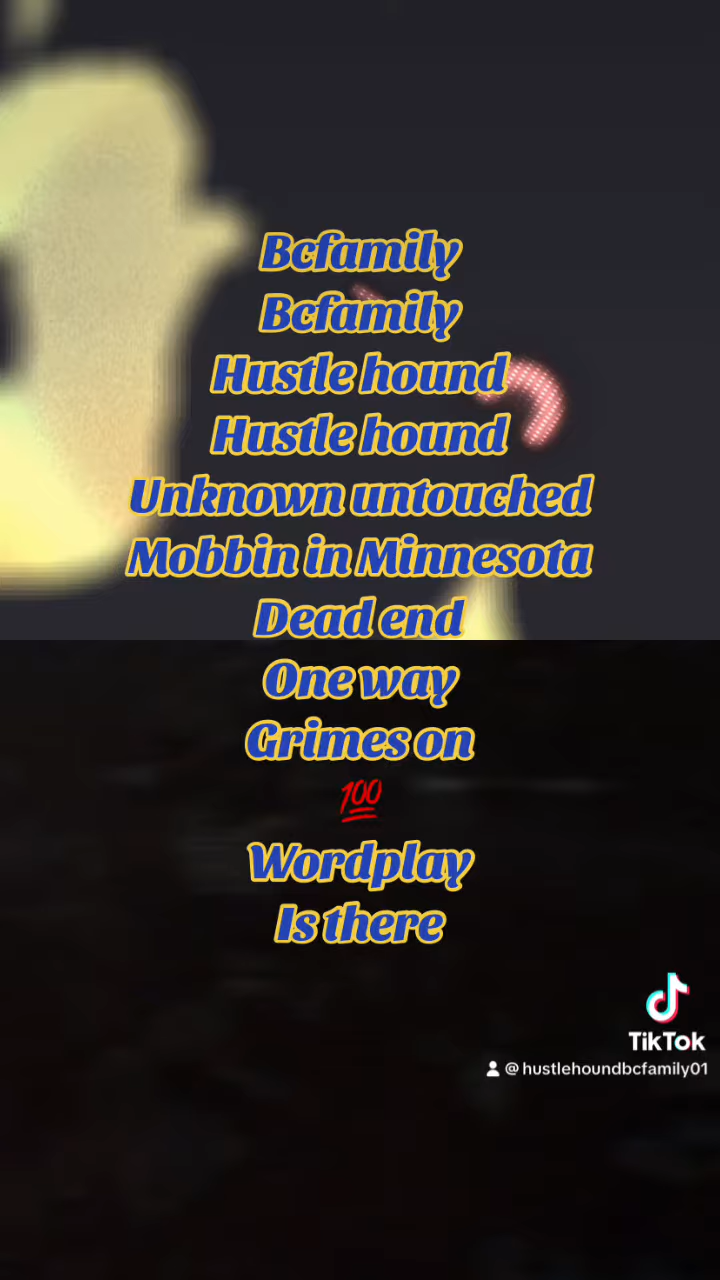 Bcfamily
Bcfamily
Hustle hound
Hustle hound
Unknown untouched
Mobbin in Minnesota
Dead end
One way
Grimes on
💯
Wordplay
Is there
TikTok
@hustlehoundbcfamily01